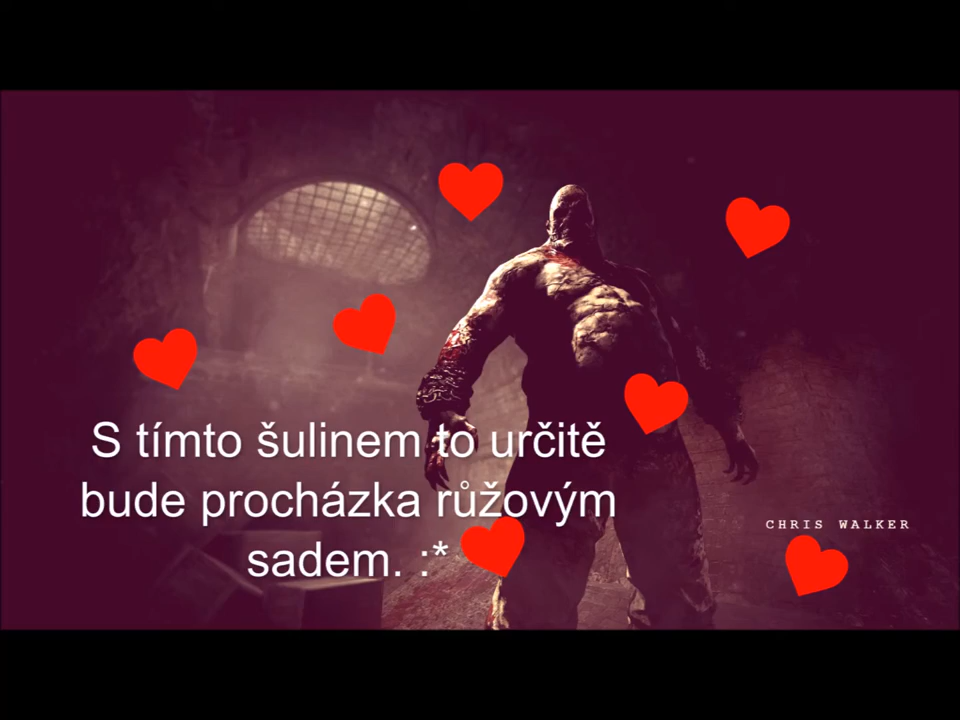 S tímto šulinem to určitě
bude procházka růžovým
sadem. :*
CHRIS WALKER